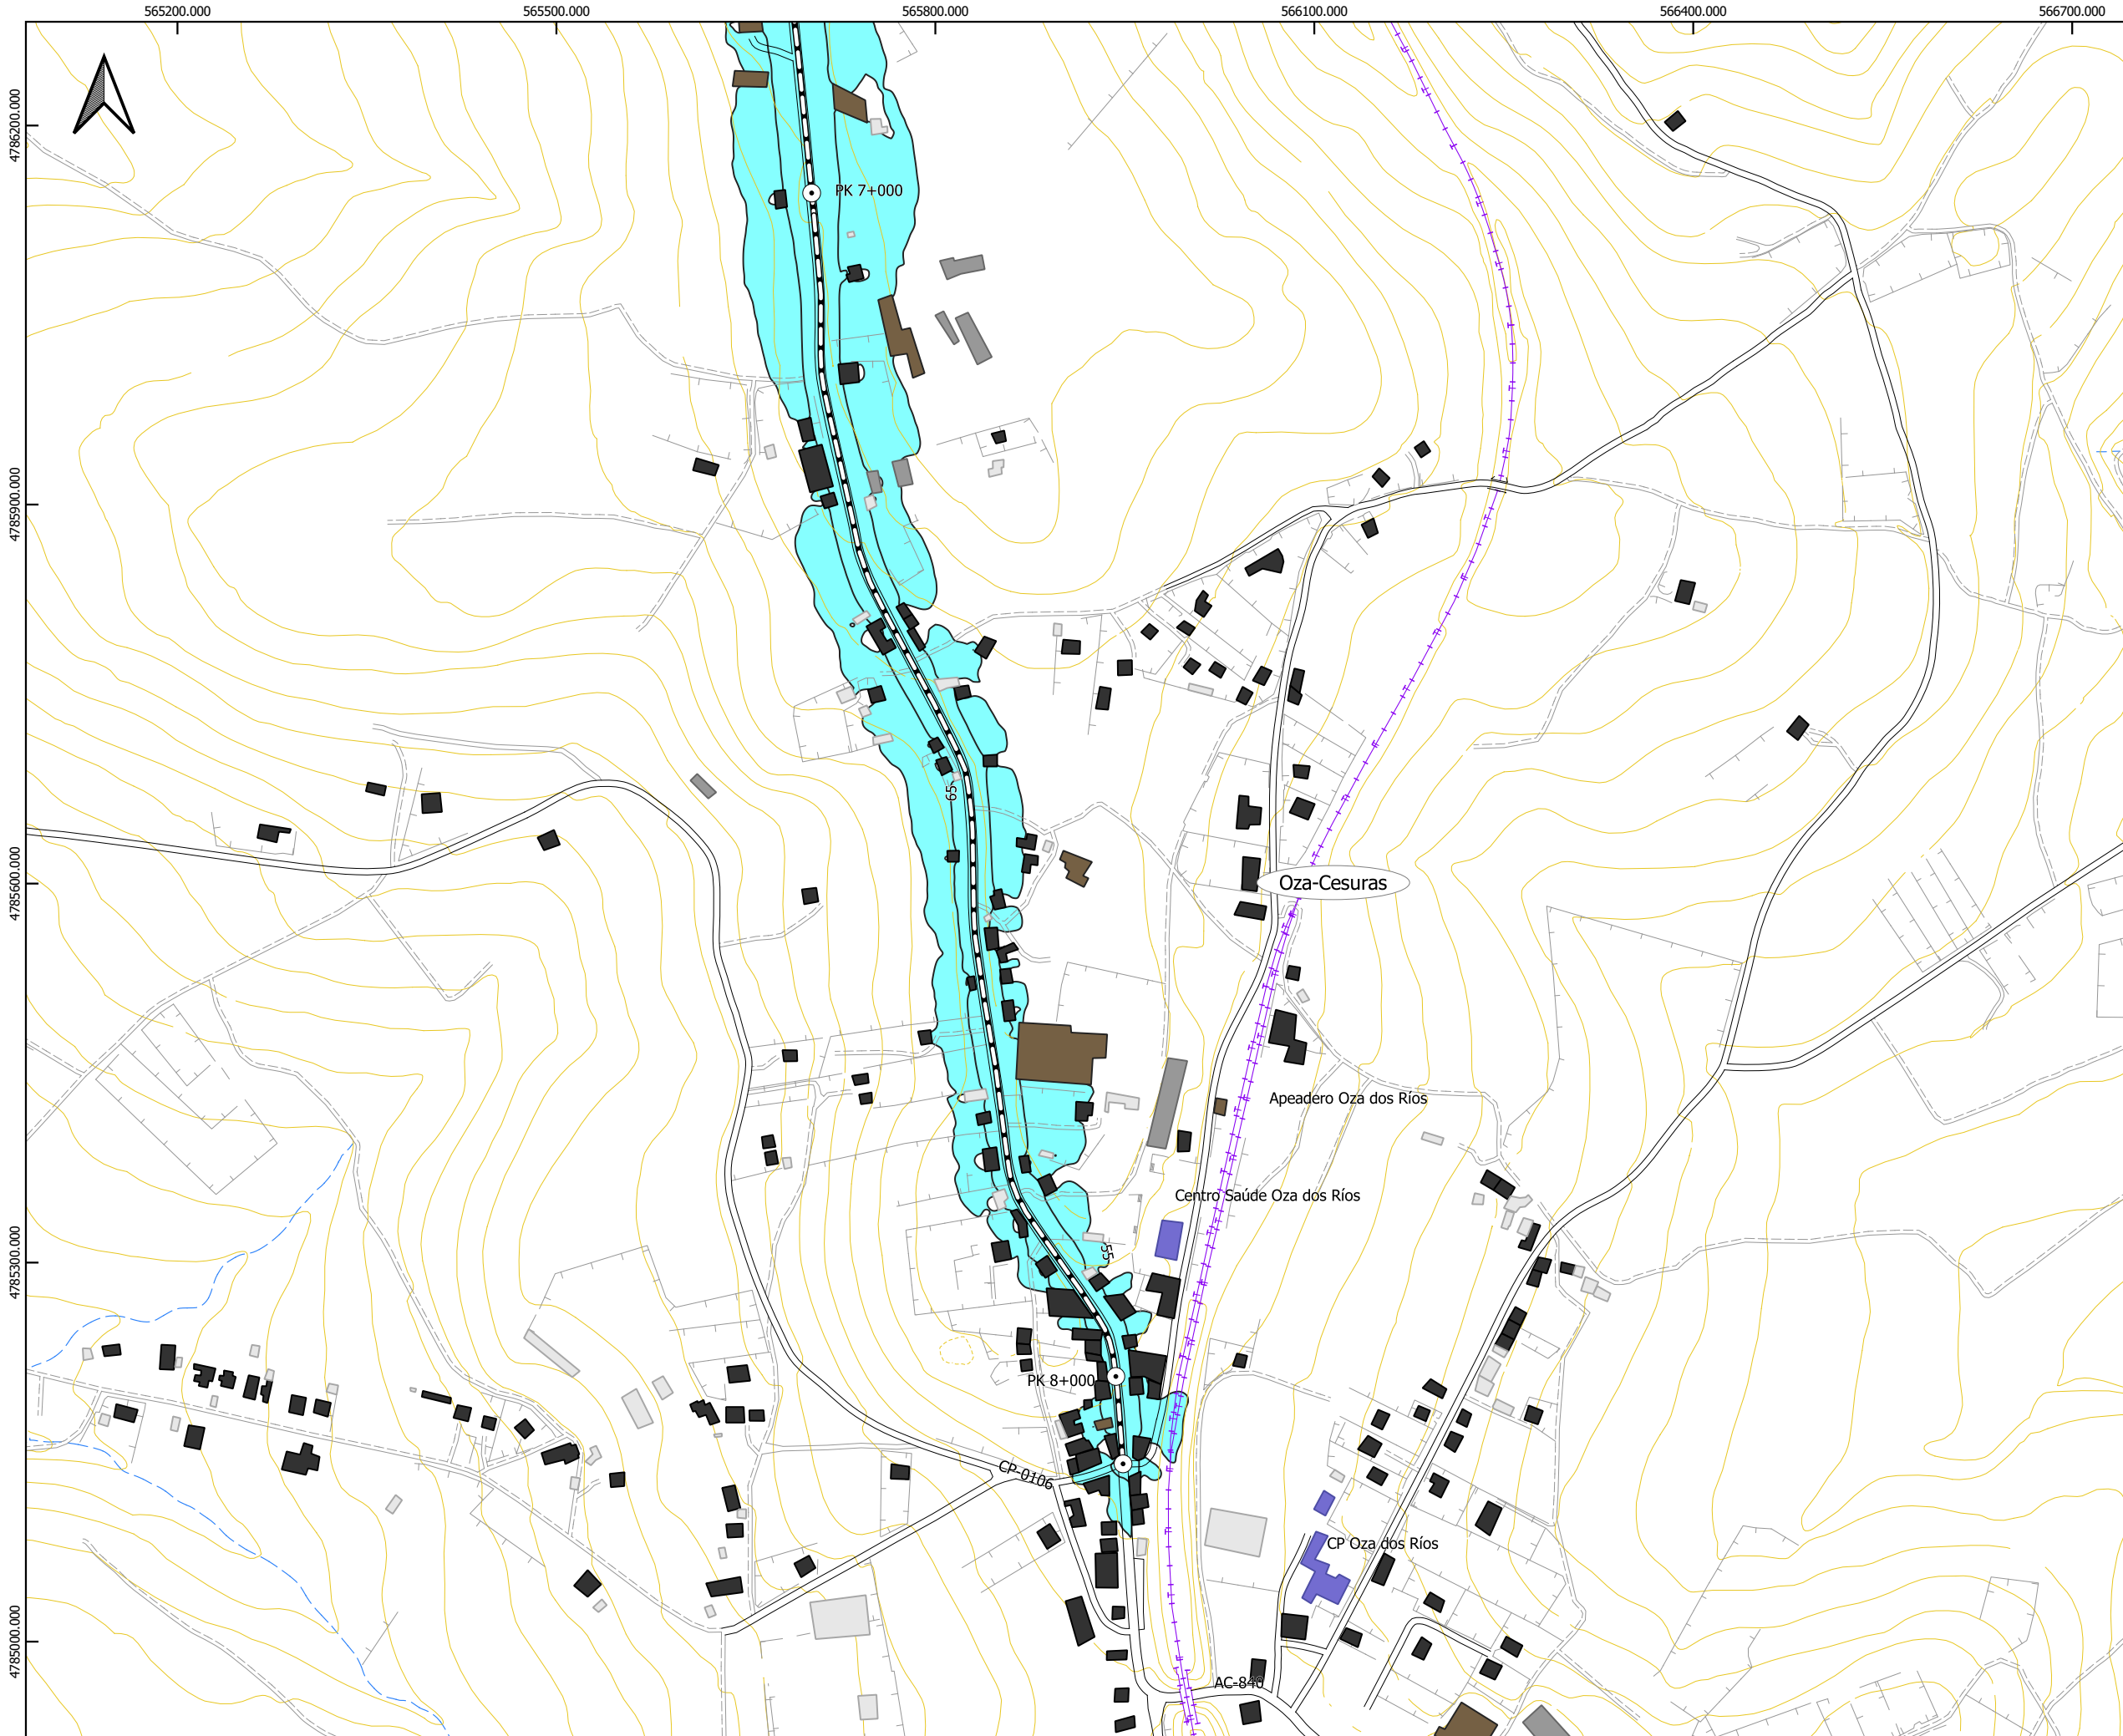 565200.000 565500.000 565800.000 566100.000 566400.000 566700.000
4786200.000
PK 7+000
4785900.000
65
4785600.000
Oza-Cesuras
Apeadero Oza dos Ríos
Centro Saúde Oza dos Ríos
55
4785300.000
PK 8+000
CP-0106
CP Oza dos Ríos
4785000.000
AC-840